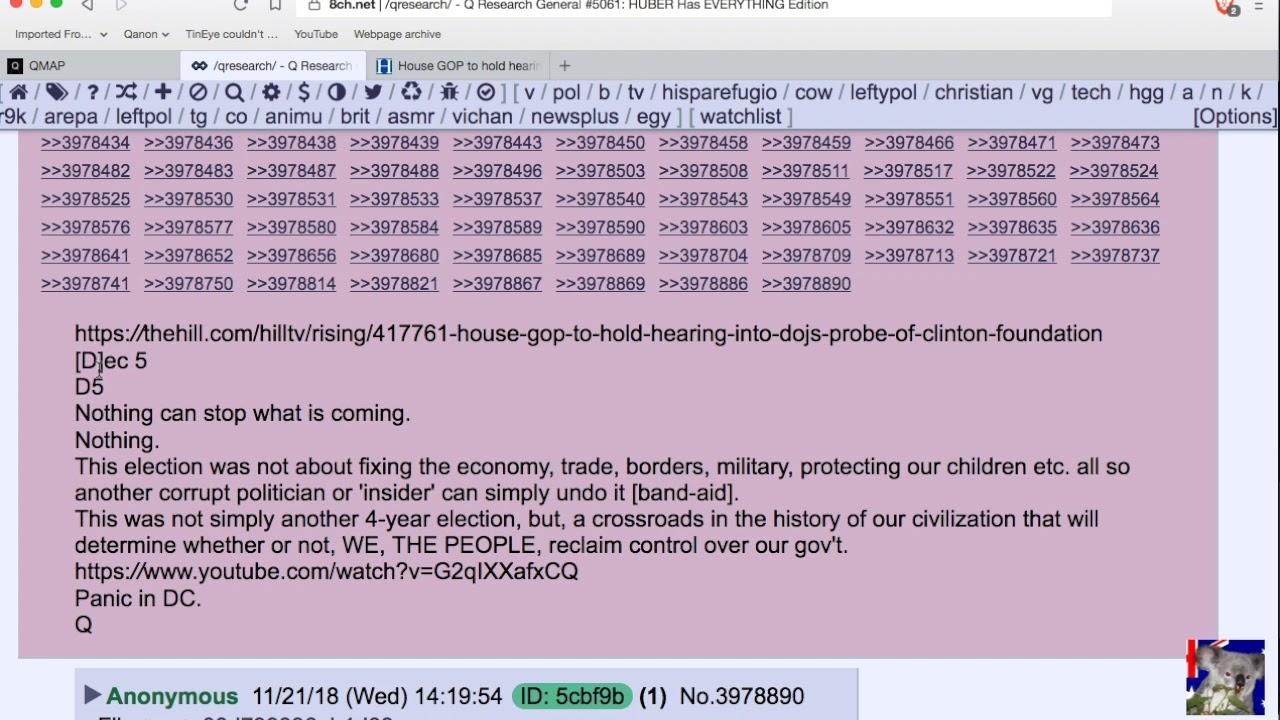 8ch.net | /qresearch/ - Q Research General #5061: HUBER Has EVERYTHING Edition
2
Imported Fro... Qanon TinEye couldn't ... YouTube Webpage archive
Q QMAP /qresearch/ - Q Research H House GOP to hold hearin +
[ / / ? / / + / / / / $ / / / / / ] [ v / pol / b / tv / hisparefugio / cow / leftypol / christian / vg / tech / hgg / a / n / k /
r9k / arepa / leftpol / tg / co / animu / brit / asmr / vichan / newsplus / egy ] [ watchlist ] [Options]
>>3978434 >>3978436 >>3978438 >>3978439 >>3978443 >>3978450 >>3978458 >>3978459 >>3978466 >>3978471 >>3978473
>>3978482 >>3978483 >>3978487 >>3978488 >>3978496 >>3978503 >>3978508 >>3978511 >>3978517 >>3978522 >>3978524
>>3978525 >>3978530 >>3978531 >>3978533 >>3978537 >>3978540 >>3978543 >>3978549 >>3978551 >>3978560 >>3978564
>>3978576 >>3978577 >>3978580 >>3978584 >>3978589 >>3978590 >>3978603 >>3978605 >>3978632 >>3978635 >>3978636
>>3978641 >>3978652 >>3978656 >>3978680 >>3978685 >>3978689 >>3978704 >>3978709 >>3978713 >>3978721 >>3978737
>>3978741 >>3978750 >>3978814 >>3978821 >>3978867 >>3978869 >>3978886 >>3978890
https://thehill.com/hilltv/rising/417761-house-gop-to-hold-hearing-into-dojs-probe-of-clinton-foundation
[D]ec 5
D5
Nothing can stop what is coming.
Nothing.
This election was not about fixing the economy, trade, borders, military, protecting our children etc. all so
another corrupt politician or 'insider' can simply undo it [band-aid].
This was not simply another 4-year election, but, a crossroads in the history of our civilization that will
determine whether or not, WE, THE PEOPLE, reclaim control over our gov't.
https://www.youtube.com/watch?v=G2qIXXafxCQ
Panic in DC.
Q
Anonymous 11/21/18 (Wed) 14:19:54 ID: 5cbf9b (1) No.3978890